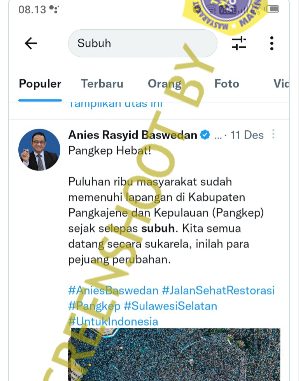 08.13
Subuh
Populer Terbaru Orang Foto
Tampilkan utas ini
Anies Rasyid Baswedan ... · 11 Des
Pangkep Hebat!
Puluhan ribu masyarakat sudah
memenuhi lapangan di Kabupaten
Pangkajene dan Kepulauan (Pangkep)
sejak selepas subuh. Kita semua
datang secara sukarela, inilah para
pejuang perubahan.
#AniesBaswedan #JalanSehatRestorasi
#Pangkep #SulawesiSelatan
#UntukIndonesia
SCREENSHOOT BY